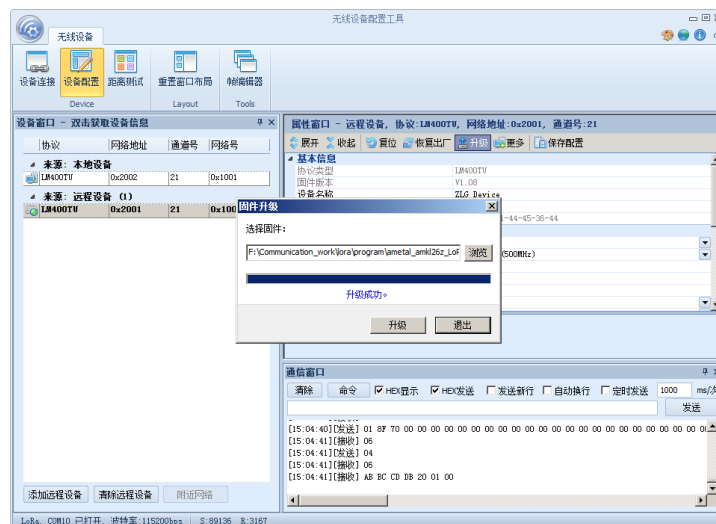 无线设备配置工具
无线设备
设备连接 设备配置 距离测试 重置窗口布局 帧编辑器
Device Layout Tools
设备窗口 - 双击获取设备信息
协议 网络地址 通道号 网络号
来源: 本地设备
LM400TU 0x2002 21 0x1001
来源: 远程设备 (1)
LM400TU 0x2001 21 0x100
添加远程设备 清除远程设备 附近网络
属性窗口 - 远程设备, 协议:LM400TU, 网络地址:0x2001, 通道号:21
展开 收起 复位 恢复出厂 升级 更多 保存配置
基本信息
协议类型 LM400TU
固件版本 V1.08
设备名称 ZLG Device
-44-45-36-44
(500MHz)
固件升级
选择固件:
F:\Communication_work\lora\program\ametal_amkl26z_LoF 浏览
升级成功。
升级 退出
通信窗口
清除 命令 HEX显示 HEX发送 发送新行 自动换行 定时发送 1000 ms/次
发送
[15:04:40][发送] 01 8F 70 00 00 00 00 00 00 00 00 00 00 00 00 00 00 00 00 00 00 00 00 00 00 00
[15:04:41][接收] 06
[15:04:41][发送] 04
[15:04:41][接收] 06
[15:04:41][接收] AB BC CD DB 20 01 00
LoRa, COM10 已打开, 波特率:115200bps S:89136 R:3167